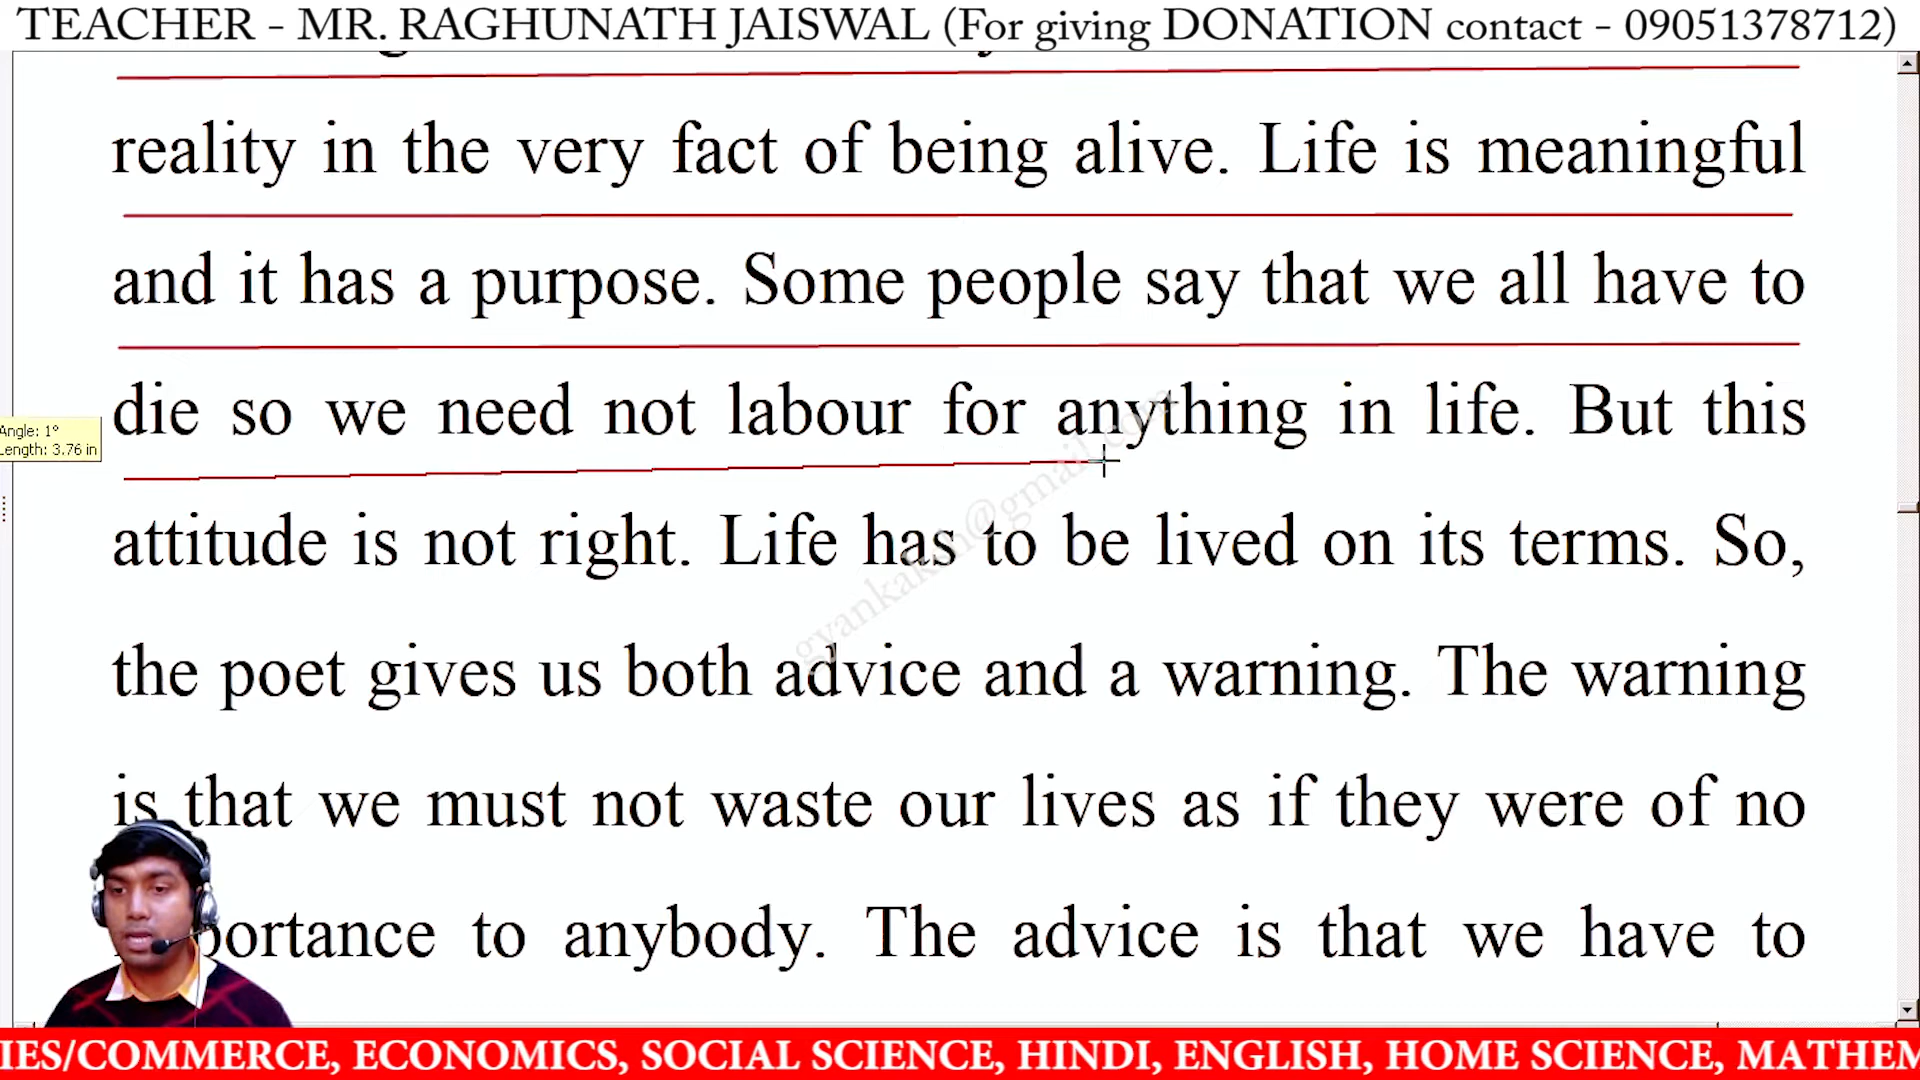 TEACHER - MR. RAGHUNATH JAISWAL (For giving DONATION contact - 09051378712)
reality in the very fact of being alive. Life is meaningful
and it has a purpose. Some people say that we all have to
die so we need not labour for anything in life. But this
Angle: 1°
Length: 3.76 in
attitude is not right. Life has to be lived on its terms. So,
the poet gives us both advice and a warning. The warning
is that we must not waste our lives as if they were of no
portance to anybody. The advice is that we have to
gyankaksh@gmail.com
IES/COMMERCE, ECONOMICS, SOCIAL SCIENCE, HINDI, ENGLISH, HOME SCIENCE, MATHEM